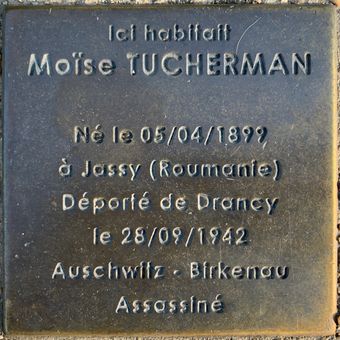 Ici habitait
Moïse TUCHERMAN
Né le 05/04/1899
à Jassy (Roumanie)
Déporté de Drancy
le 28/09/1942
Auschwitz - Birkenau
Assassiné